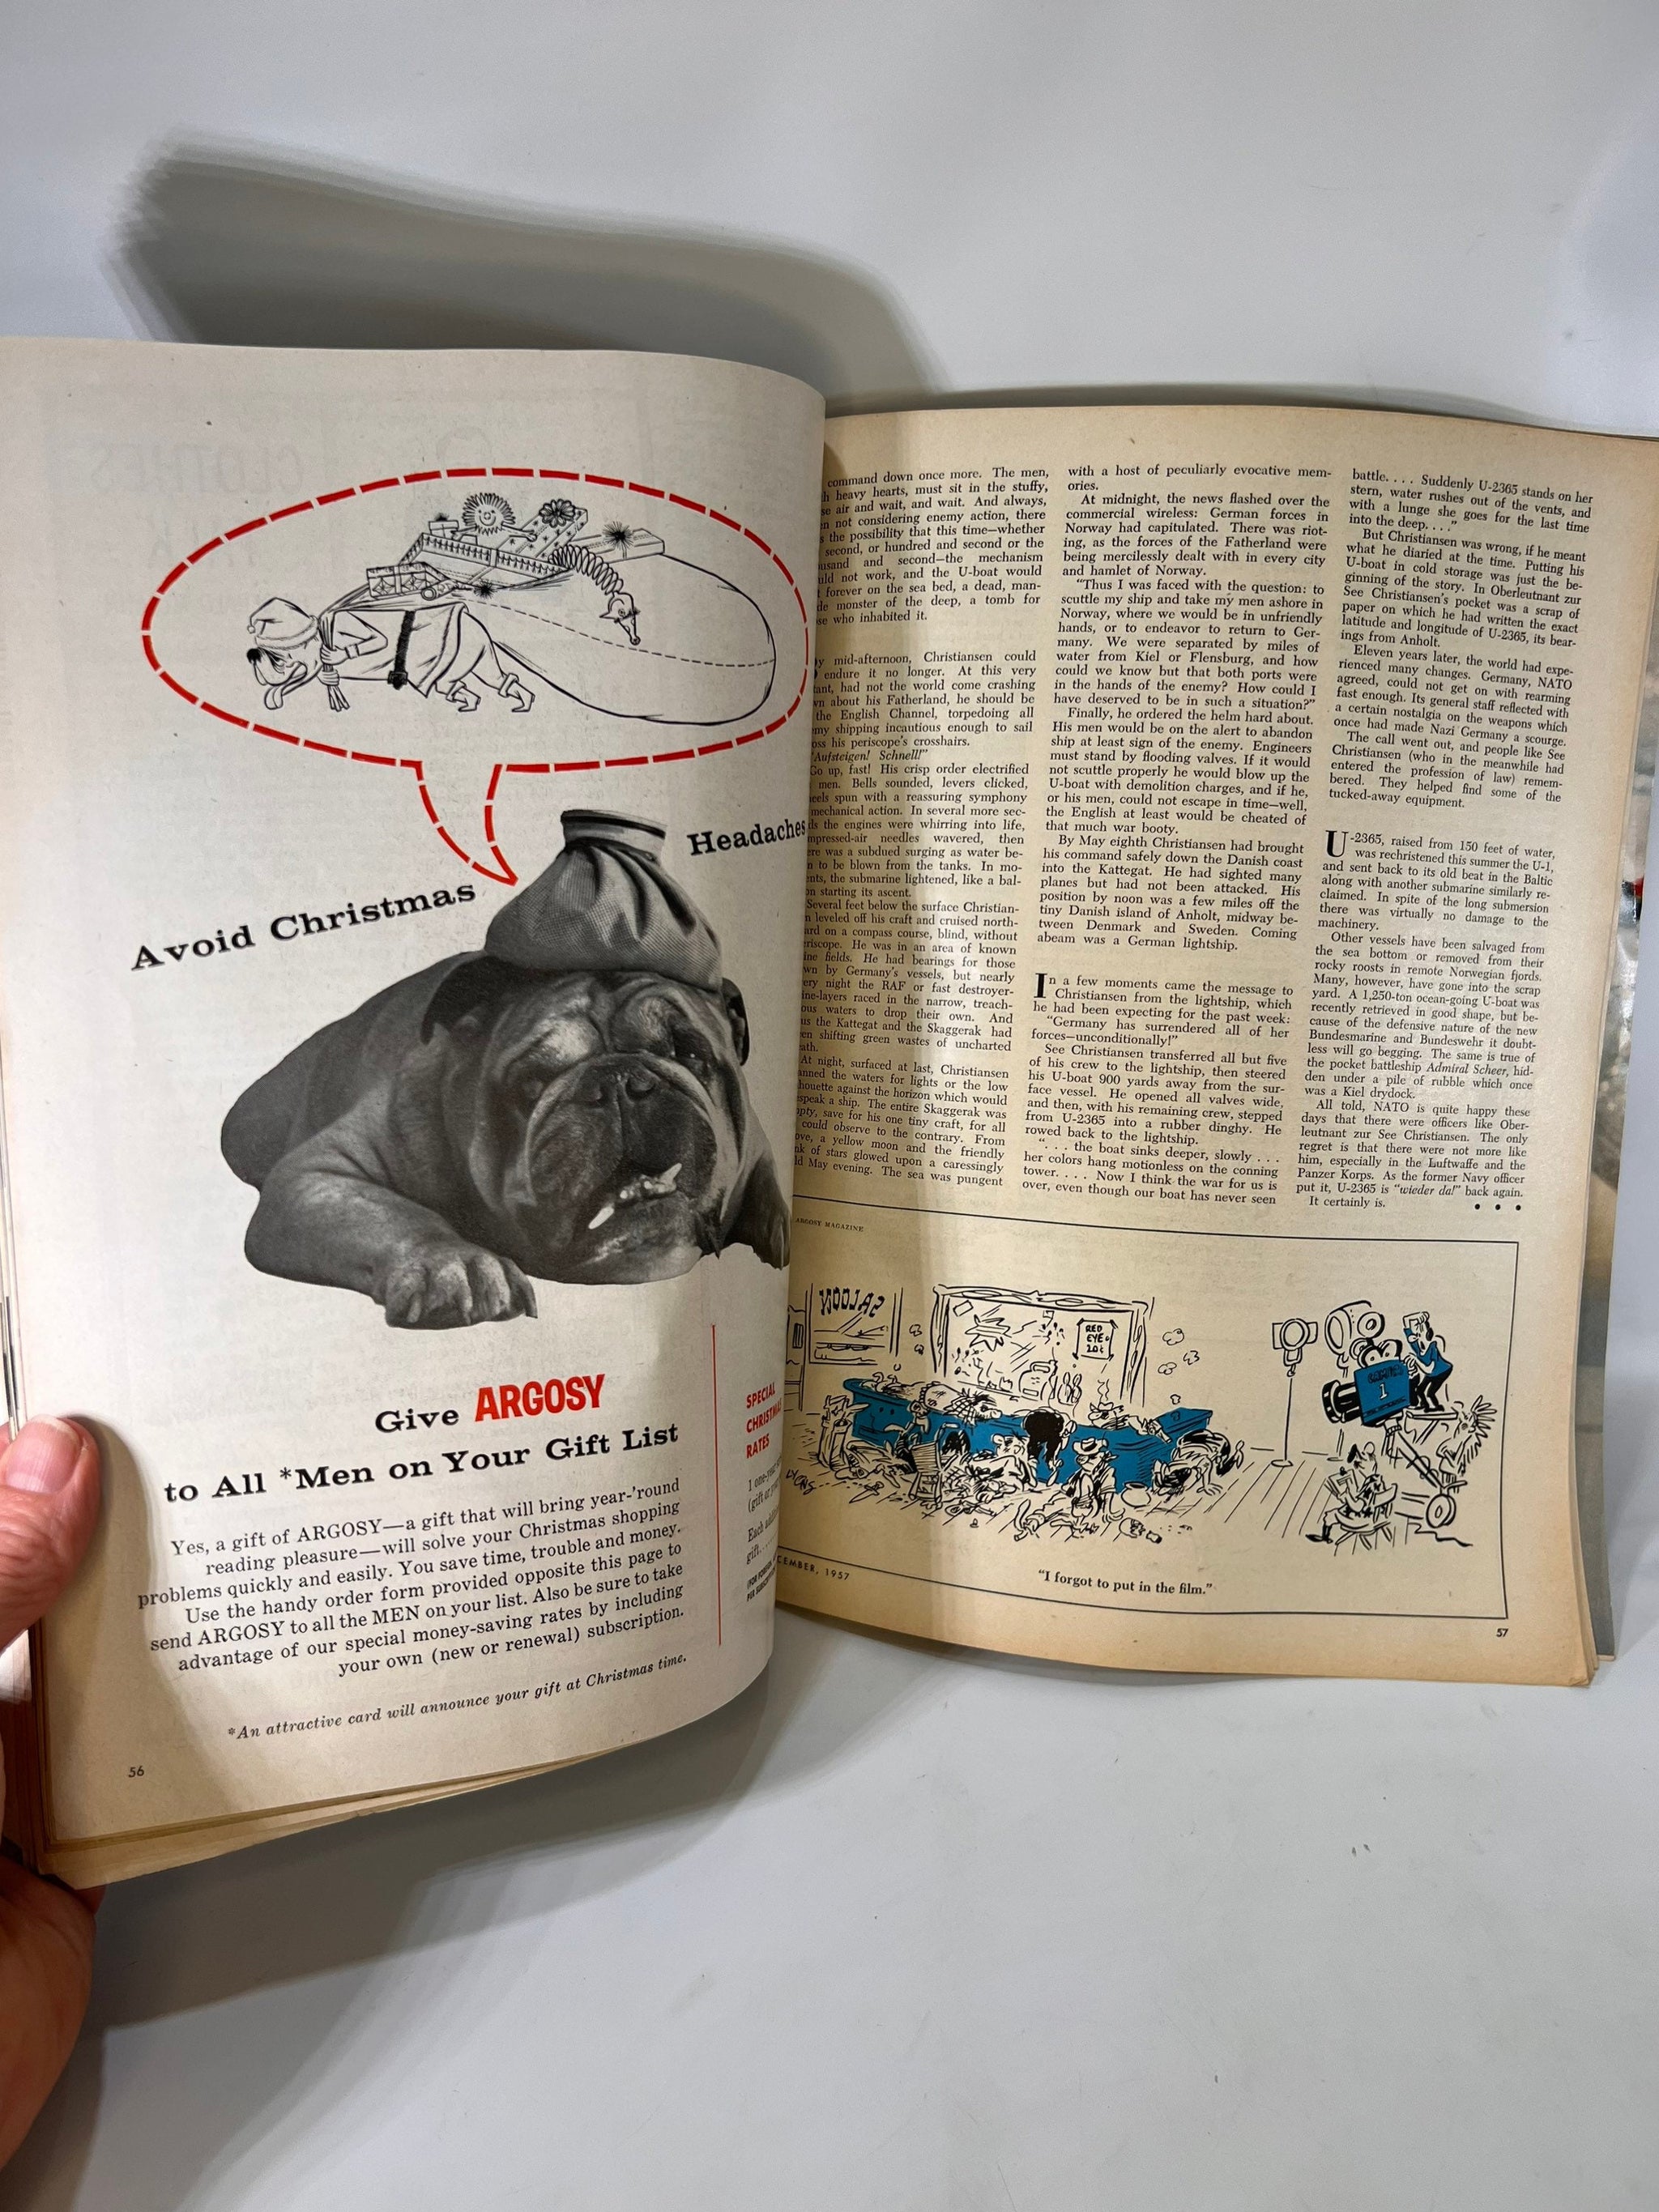 Avoid Christmas
Headaches
Give ARGOSY
to All *Men on Your Gift List
Yes, a gift of ARGOSY—a gift that will bring year-'round
reading pleasure—will solve your Christmas shopping
problems quickly and easily. You save time, trouble and money.
Use the handy order form provided opposite this page to
send ARGOSY to all the MEN on your list. Also be sure to take
advantage of our special money-saving rates by including
your own (new or renewal) subscription.
*An attractive card will announce your gift at Christmas time.
SPECIAL
CHRISTMAS
RATES
56
command down once more. The men,
heavy hearts, must sit in the stuffy,
air and wait, and wait. And always,
not considering enemy action, there
the possibility that this time—whether
second, or hundred and second or the
and second—the mechanism
not work, and the U-boat would
forever on the sea bed, a dead, man-
monster of the deep, a tomb for
who inhabited it.
mid-afternoon, Christiansen could
endure it no longer. At this very
had not the world come crashing
about his Fatherland, he should be
the English Channel, torpedoing all
shipping incautious enough to sail
his periscope's crosshairs.
"Aufsteigen! Schnell!"
Go up, fast! His crisp order electrified
men. Bells sounded, levers clicked,
spun with a reassuring symphony
mechanical action. In several more sec-
the engines were whirring into life,
needles wavered, then
was a subdued surging as water be-
to be blown from the tanks. In mo-
the submarine lightened, like a bal-
starting its ascent.
Several feet below the surface Christian-
leveled off his craft and cruised north-
on a compass course, blind, without
He was in an area of known
fields. He had bearings for those
by Germany's vessels, but nearly
night the RAF or fast destroyer-
raced in the narrow, treach-
waters to drop their own. And
the Kattegat and the Skaggerak had
shifting green wastes of uncharted
At night, surfaced at last, Christiansen
the waters for lights or the low
against the horizon which would
a ship. The entire Skaggerak was
save for his one tiny craft, for all
could observe to the contrary. From
a yellow moon and the friendly
of stars glowed upon a caressingly
May evening. The sea was pungent
with a host of peculiarly evocative mem-
ories.
At midnight, the news flashed over the
commercial wireless: German forces in
Norway had capitulated. There was riot-
ing, as the forces of the Fatherland were
being mercilessly dealt with in every city
and hamlet of Norway.
"Thus I was faced with the question: to
scuttle my ship and take my men ashore in
Norway, where we would be in unfriendly
hands, or to endeavor to return to Ger-
many. We were separated by miles of
water from Kiel or Flensburg, and how
could we know but that both ports were
in the hands of the enemy? How could I
have deserved to be in such a situation?"
Finally, he ordered the helm hard about.
His men would be on the alert to abandon
ship at least sign of the enemy. Engineers
must stand by flooding valves. If it would
not scuttle properly he would blow up the
U-boat with demolition charges, and if he,
or his men, could not escape in time—well,
the English at least would be cheated of
that much war booty.
By May eighth Christiansen had brought
his command safely down the Danish coast
into the Kattegat. He had sighted many
planes but had not been attacked. His
position by noon was a few miles off the
tiny Danish island of Anholt, midway be-
tween Denmark and Sweden. Coming
abeam was a German lightship.
In a few moments came the message to
Christiansen from the lightship, which
he had been expecting for the past week:
"Germany has surrendered all of her
forces—unconditionally!"
See Christiansen transferred all but five
of his crew to the lightship, then steered
his U-boat 900 yards away from the sur-
face vessel. He opened all valves wide,
and then, with his remaining crew, stepped
from U-2365 into a rubber dinghy. He
rowed back to the lightship.
". . . the boat sinks deeper, slowly . . .
her colors hang motionless on the conning
tower. . . . Now I think the war for us is
over, even though our boat has never seen
battle. . . . Suddenly U-2365 stands on her
stern, water rushes out of the vents, and
with a lunge she goes for the last time
into the deep. . . ."
But Christiansen was wrong, if he meant
what he diaried at the time. Putting his
U-boat in cold storage was just the be-
ginning of the story. In Oberleutnant zur
See Christiansen's pocket was a scrap of
paper on which he had written the exact
latitude and longitude of U-2365, its bear-
ings from Anholt.
Eleven years later, the world had expe-
rienced many changes. Germany, NATO
agreed, could not get on with rearming
fast enough. Its general staff reflected with
a certain nostalgia on the weapons which
once had made Nazi Germany a scourge.
The call went out, and people like See
Christiansen (who in the meanwhile had
entered the profession of law) remem-
bered. They helped find some of the
tucked-away equipment.
U-2365, raised from 150 feet of water,
was rechristened this summer the U-1,
and sent back to its old beat in the Baltic
along with another submarine similarly re-
claimed. In spite of the long submersion
there was virtually no damage to the
machinery.
Other vessels have been salvaged from
the sea bottom or removed from their
rocky roosts in remote Norwegian fjords.
Many, however, have gone into the scrap
yard. A 1,250-ton ocean-going U-boat was
recently retrieved in good shape, but be-
cause of the defensive nature of the new
Bundesmarine and Bundeswehr it doubt-
less will go begging. The same is true of
the pocket battleship Admiral Scheer, hid-
den under a pile of rubble which once
was a Kiel drydock.
All told, NATO is quite happy these
days that there were officers like Ober-
leutnant zur See Christiansen. The only
regret is that there were not more like
him, especially in the Luftwaffe and the
Panzer Korps. As the former Navy officer
put it, U-2365 is "wieder da!" back again.
It certainly is. • • •
ARGOSY MAGAZINE
SALOON
RED
EYE
20¢
CAMERA
1
LYONS
"I forgot to put in the film."
CEMBER, 1957
57